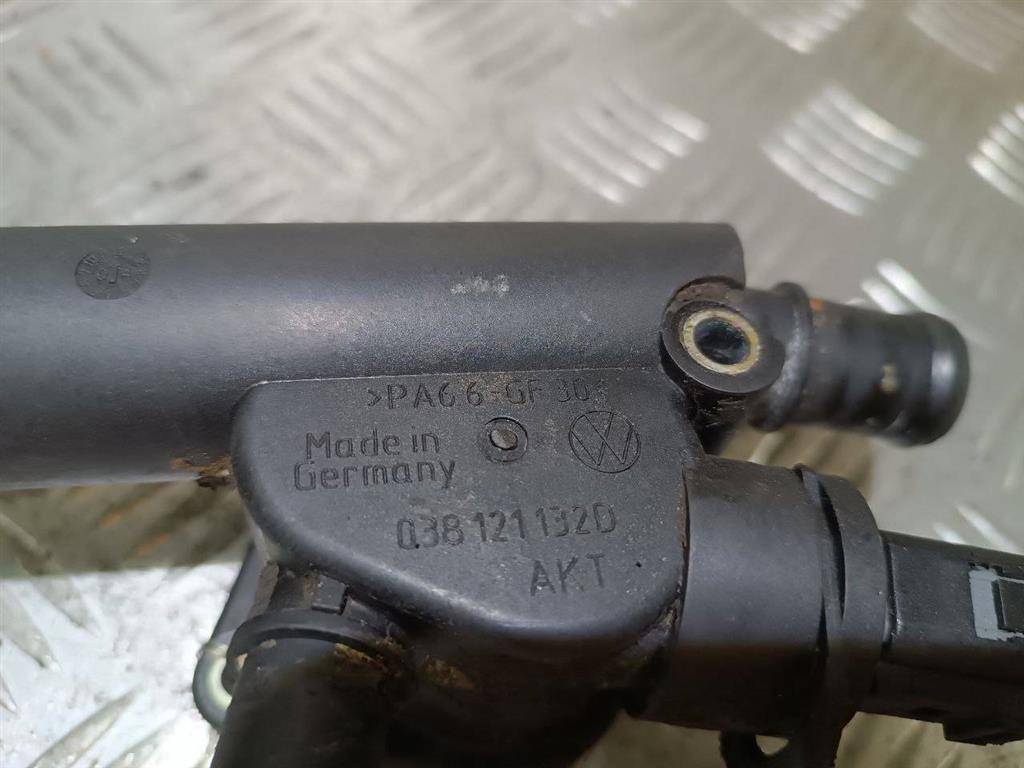 >PA66-GF30<
Made in
Germany
038 121 132D
AKT